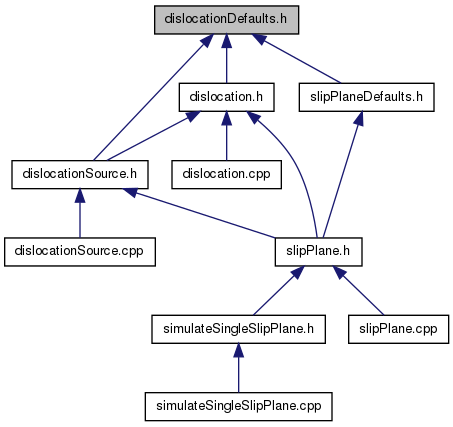 dislocationDefaults.h
dislocation.h
slipPlaneDefaults.h
dislocationSource.h
dislocation.cpp
dislocationSource.cpp
slipPlane.h
simulateSingleSlipPlane.h
slipPlane.cpp
simulateSingleSlipPlane.cpp